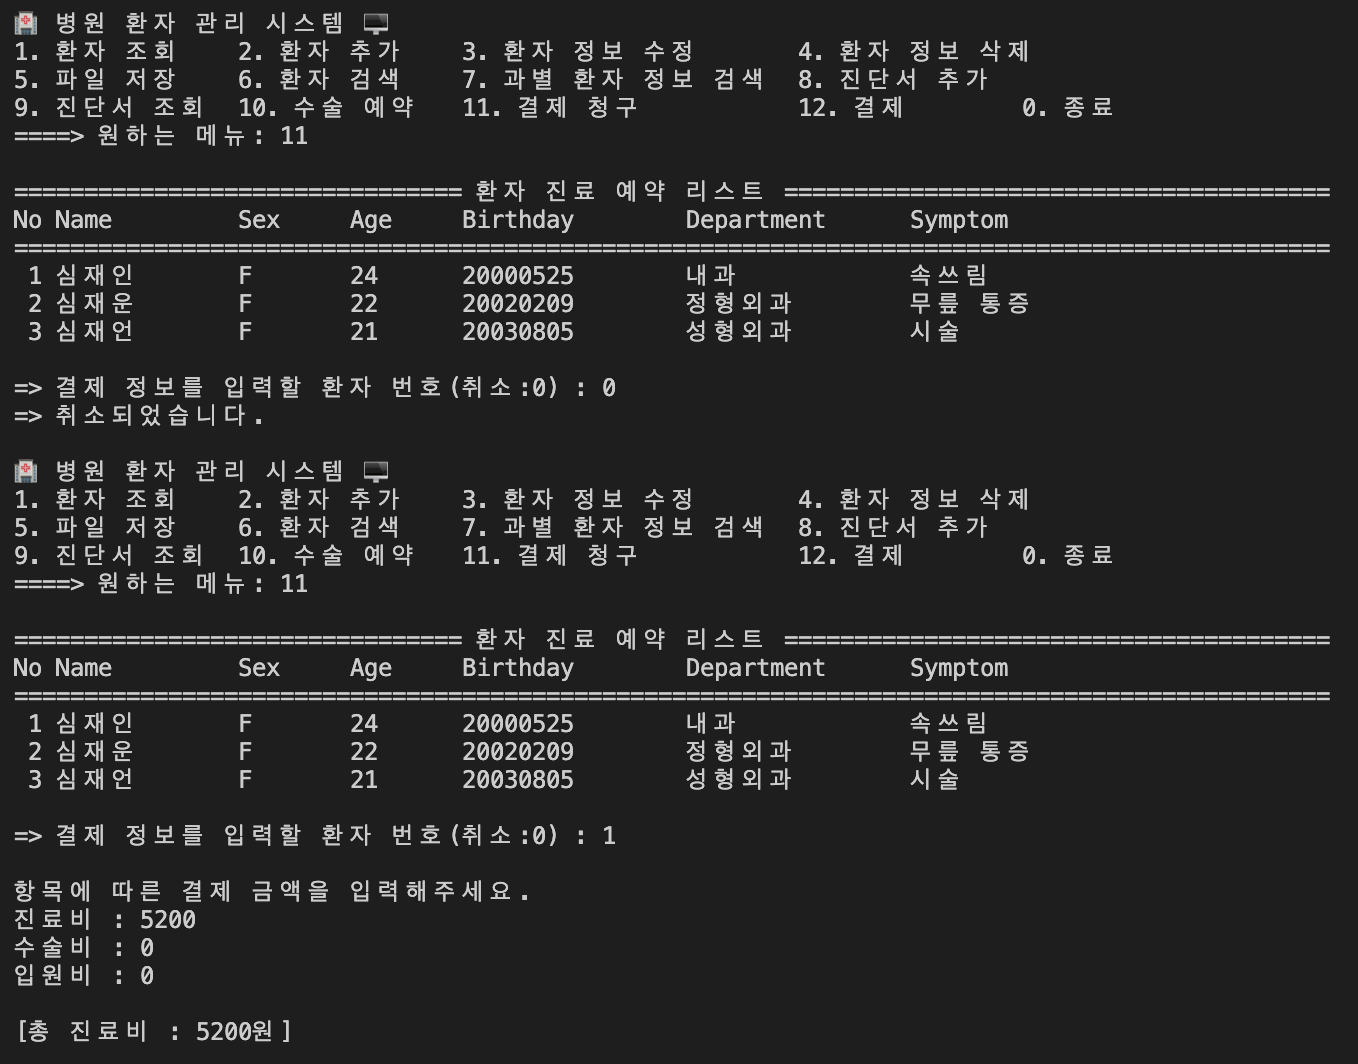 🏥 병원 환자 관리 시스템 🖥
1. 환자 조회 2. 환자 추가 3. 환자 정보 수정 4. 환자 정보 삭제
5. 파일 저장 6. 환자 검색 7. 과별 환자 정보 검색 8. 진단서 추가
9. 진단서 조회 10. 수술 예약 11. 결제 청구 12. 결제 0. 종료
====> 원하는 메뉴: 11
================================ 환자 진료 예약 리스트 =======================================
No Name Sex Age Birthday Department Symptom
==============================================================================================
1 심재인 F 24 20000525 내과 속쓰림
2 심재운 F 22 20020209 정형외과 무릎 통증
3 심재언 F 21 20030805 성형외과 시술
=> 결제 정보를 입력할 환자 번호(취소:0) : 0
=> 취소되었습니다.
🏥 병원 환자 관리 시스템 🖥
1. 환자 조회 2. 환자 추가 3. 환자 정보 수정 4. 환자 정보 삭제
5. 파일 저장 6. 환자 검색 7. 과별 환자 정보 검색 8. 진단서 추가
9. 진단서 조회 10. 수술 예약 11. 결제 청구 12. 결제 0. 종료
====> 원하는 메뉴: 11
================================ 환자 진료 예약 리스트 =======================================
No Name Sex Age Birthday Department Symptom
==============================================================================================
1 심재인 F 24 20000525 내과 속쓰림
2 심재운 F 22 20020209 정형외과 무릎 통증
3 심재언 F 21 20030805 성형외과 시술
=> 결제 정보를 입력할 환자 번호(취소:0) : 1
항목에 따른 결제 금액을 입력해주세요.
진료비 : 5200
수술비 : 0
입원비 : 0
[총 진료비 : 5200원]